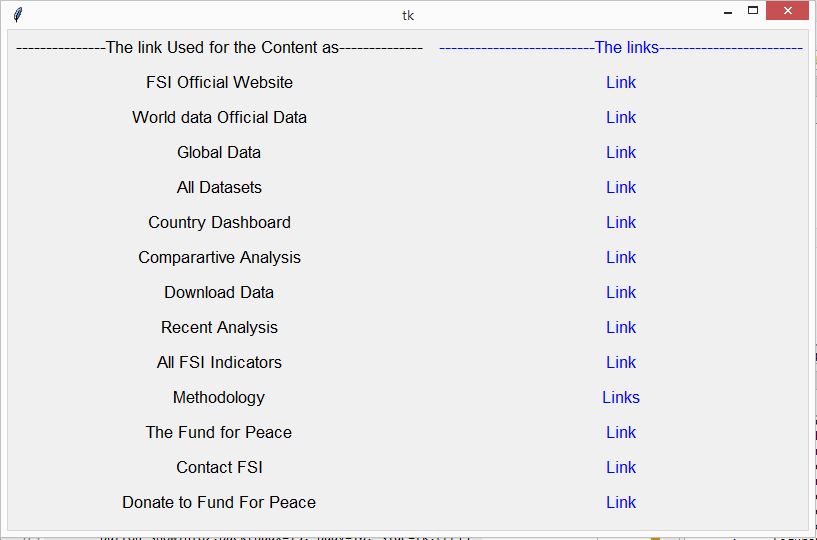 tk
---------------The link Used for the Content as-------------- --------------------------The links------------------------
FSI Official Website Link
World data Official Data Link
Global Data Link
All Datasets Link
Country Dashboard Link
Comparartive Analysis Link
Download Data Link
Recent Analysis Link
All FSI Indicators Link
Methodology Links
The Fund for Peace Link
Contact FSI Link
Donate to Fund For Peace Link